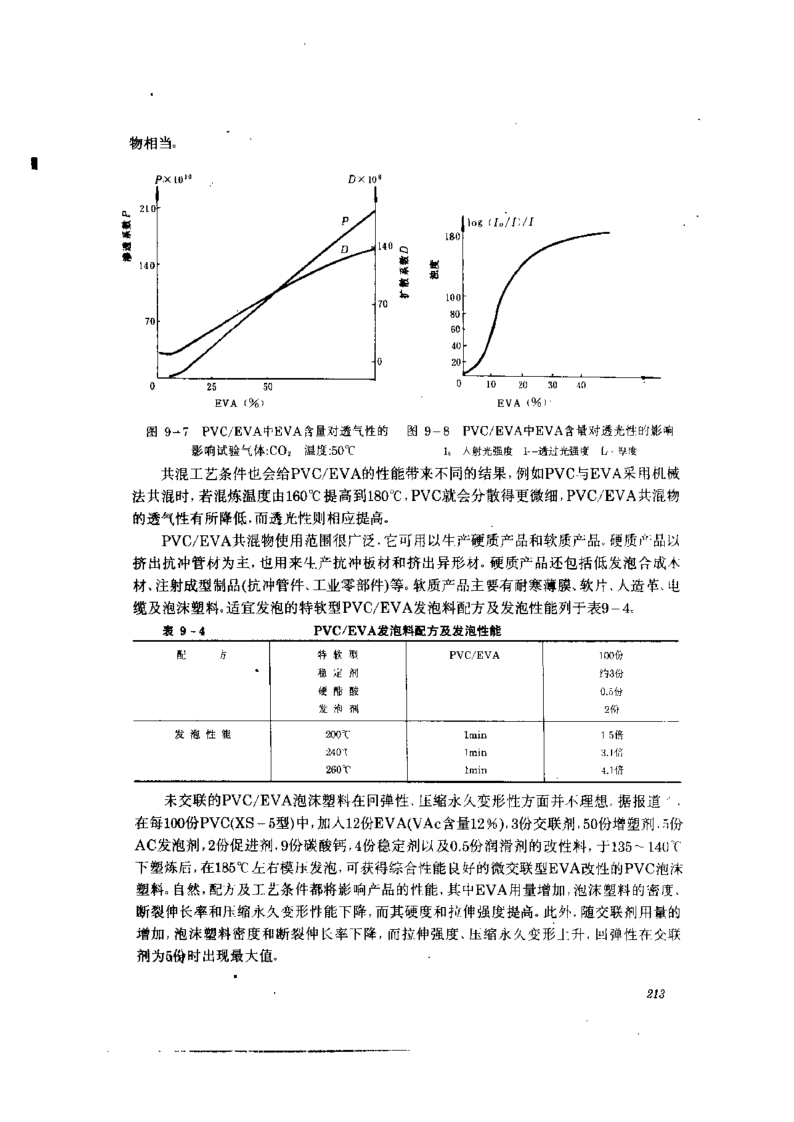 物相当。
P×10¹⁰ D×10⁸
210
渗透系数P
P
D
140
140
扩散系数D
70
70
0
0 25 50
EVA (%)
log (I₀/I)/I
180
浊度
100
80
60
40
20
0 10 20 30 40
EVA (%)
图 9-7 PVC/EVA中EVA含量对透气性的
影响试验气体:CO₂ 温度:50℃
图 9-8 PVC/EVA中EVA含量对透光性的影响
I₀ 入射光强度 I--透过光强度 L·厚度
共混工艺条件也会给PVC/EVA的性能带来不同的结果,例如PVC与EVA采用机械
法共混时,若混炼温度由160℃提高到180℃,PVC就会分散得更微细,PVC/EVA共混物
的透气性有所降低,而透光性则相应提高。
PVC/EVA共混物使用范围很广泛.它可用以生产硬质产品和软质产品。硬质产品以
挤出抗冲管材为主,也用来生产抗冲板材和挤出异形材。硬质产品还包括低发泡合成木
材、注射成型制品(抗冲管件、工业零部件)等。软质产品主要有耐寒薄膜、软片、人造革、电
缆及泡沫塑料。适宜发泡的特软型PVC/EVA发泡料配方及发泡性能列于表9-4。
表 9-4 PVC/EVA发泡料配方及发泡性能
配 方 特软型 PVC/EVA 100份
稳定剂 约3份
硬酯酸 0.5份
发泡剂 2份
发泡性能 200℃ 1min 1 5倍
240℃ 1min 3.1倍
260℃ 1min 4.1倍
未交联的PVC/EVA泡沫塑料在回弹性、压缩永久变形性方面并不理想.据报道
在每100份PVC(XS-5型)中,加入12份EVA(VAc含量12%),3份交联剂,50份增塑剂,5份
AC发泡剂,2份促进剂,9份碳酸钙,4份稳定剂以及0.5份润滑剂的改性料,于135~140℃
下塑炼后,在185℃左右模压发泡,可获得综合性能良好的微交联型EVA改性的PVC泡沫
塑料。自然,配方及工艺条件都将影响产品的性能,其中EVA用量增加,泡沫塑料的密度、
断裂伸长率和压缩永久变形性能下降,而其硬度和拉伸强度提高。此外.随交联剂用量的
增加,泡沫塑料密度和断裂伸长率下降,而拉伸强度、压缩永久变形上升,回弹性在交联
剂为5份时出现最大值。
213